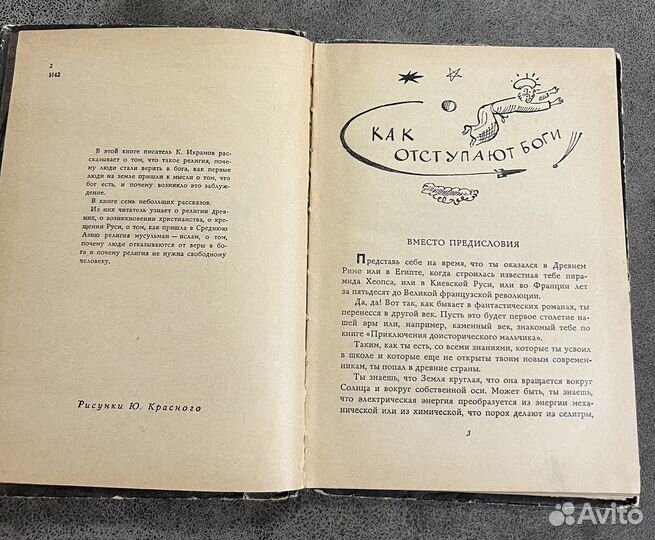 2
И42
В этой книге писатель К. Икрамов рас-
сказывает о том, что такое религия, почему
люди стали верить в бога, как первые
люди на земле пришли к мысли о том, что
бог есть, и почему возникло это заблуж-
дение.
В книге семь небольших рассказов.
Из них читатель узнает о религии древ-
них, о возникновении христианства, о кре-
щении Руси, о том, как пришла в Среднюю
Азию религия мусульман — ислам, о том,
почему люди отказываются от веры в бо-
га и почему религия не нужна свободному
человеку.
Рисунки Ю. Красного
КАК
ОТСТУПАЮТ БОГИ
ВМЕСТО ПРЕДИСЛОВИЯ
Представь себе на время, что ты оказался в Древнем
Риме или в Египте, когда строилась известная тебе пира-
мида Хеопса, или в Киевской Руси, или во Франции лет
за пятьдесят до Великой французской революции.
Да, да! Вот так, как бывает в фантастических романах, ты
перенесся в другой век. Пусть это будет первое столетие на-
шей эры или, например, каменный век, знакомый тебе по
книге «Приключения доисторического мальчика».
Таким, как ты есть, со всеми знаниями, которые ты усвоил
в школе и которые еще не открыты твоим новым современ-
никам, ты попал в древние страны.
Ты знаешь, что Земля круглая, что она вращается вокруг
Солнца и вокруг собственной оси. Может быть, ты знаешь,
что электрическая энергия преобразуется из энергии меха-
нической или из химической, что порох делают из селитры,
3
Avito